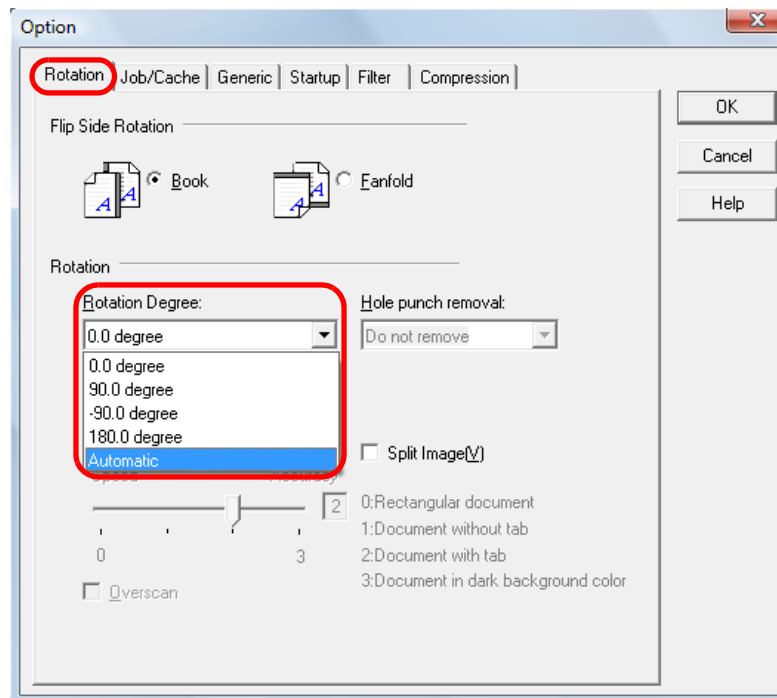 Option
Rotation Job/Cache Generic Startup Filter Compression
OK
Cancel
Help
Flip Side Rotation
A A Book A A Fanfold
Rotation
Rotation Degree: Hole punch removal:
0.0 degree Do not remove
0.0 degree
90.0 degree
-90.0 degree
180.0 degree
Automatic
Split Image(V)
Speed Accuracy
2
0:Rectangular document
1:Document without tab
0 3 2:Document with tab
3:Document in dark background color
Overscan